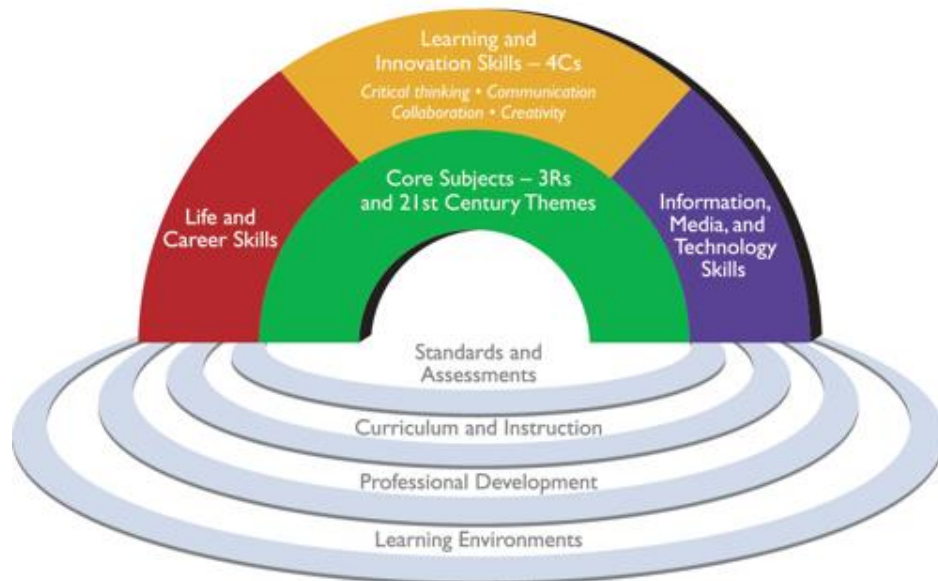 Learning and
Innovation Skills – 4Cs
Critical thinking • Communication
Collaboration • Creativity
Core Subjects – 3Rs
and 21st Century Themes
Life and
Career Skills
Information,
Media, and
Technology
Skills
Standards and
Assessments
Curriculum and Instruction
Professional Development
Learning Environments